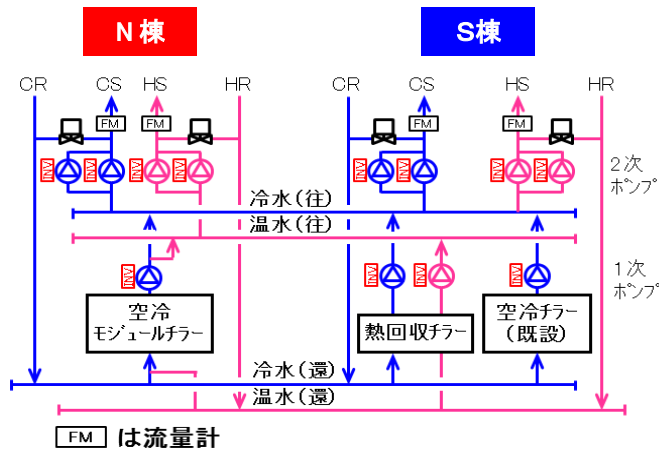 N棟
S棟
CR
CS
HS
HR
CR
CS
HS
HR
FM
FM
FM
FM
INV
INV
INV
INV
INV
INV
INV
INV
2次
ポンプ
冷水(往)
温水(往)
INV
INV
INV
INV
1次
ポンプ
空冷
モジュールチラー
熱回収チラー
空冷チラー
(既設)
冷水(還)
温水(還)
FM は流量計